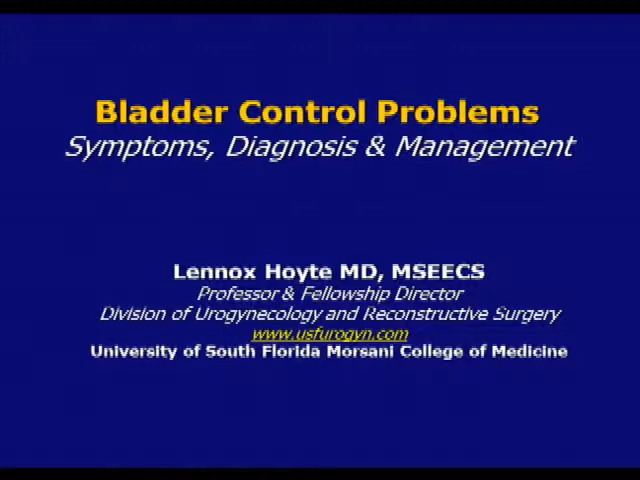 Bladder Control Problems
Symptoms, Diagnosis & Management
Lennox Hoyte MD, MSEECS
Professor & Fellowship Director
Division of Urogynecology and Reconstructive Surgery
www.usfurogyn.com
University of South Florida Morsani College of Medicine